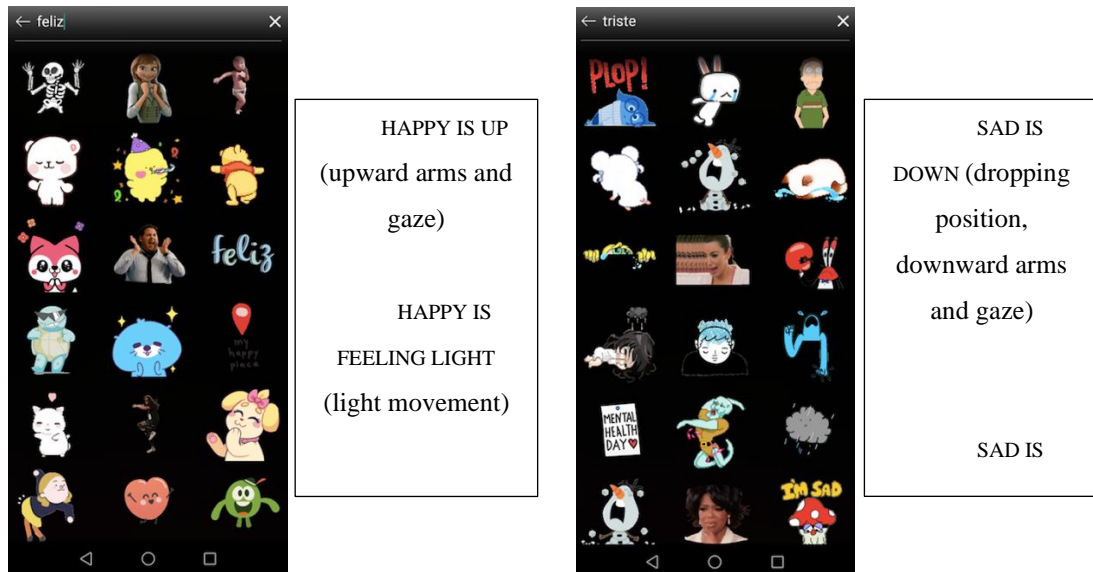 feliz
feliz
my
happy
place
HAPPY IS UP
(upward arms and
gaze)
HAPPY IS
FEELING LIGHT
(light movement)
triste
PLOP!
MENTAL
HEALTH
DAY
I'M SAD
SAD IS
DOWN (dropping
position,
downward arms
and gaze)
SAD IS